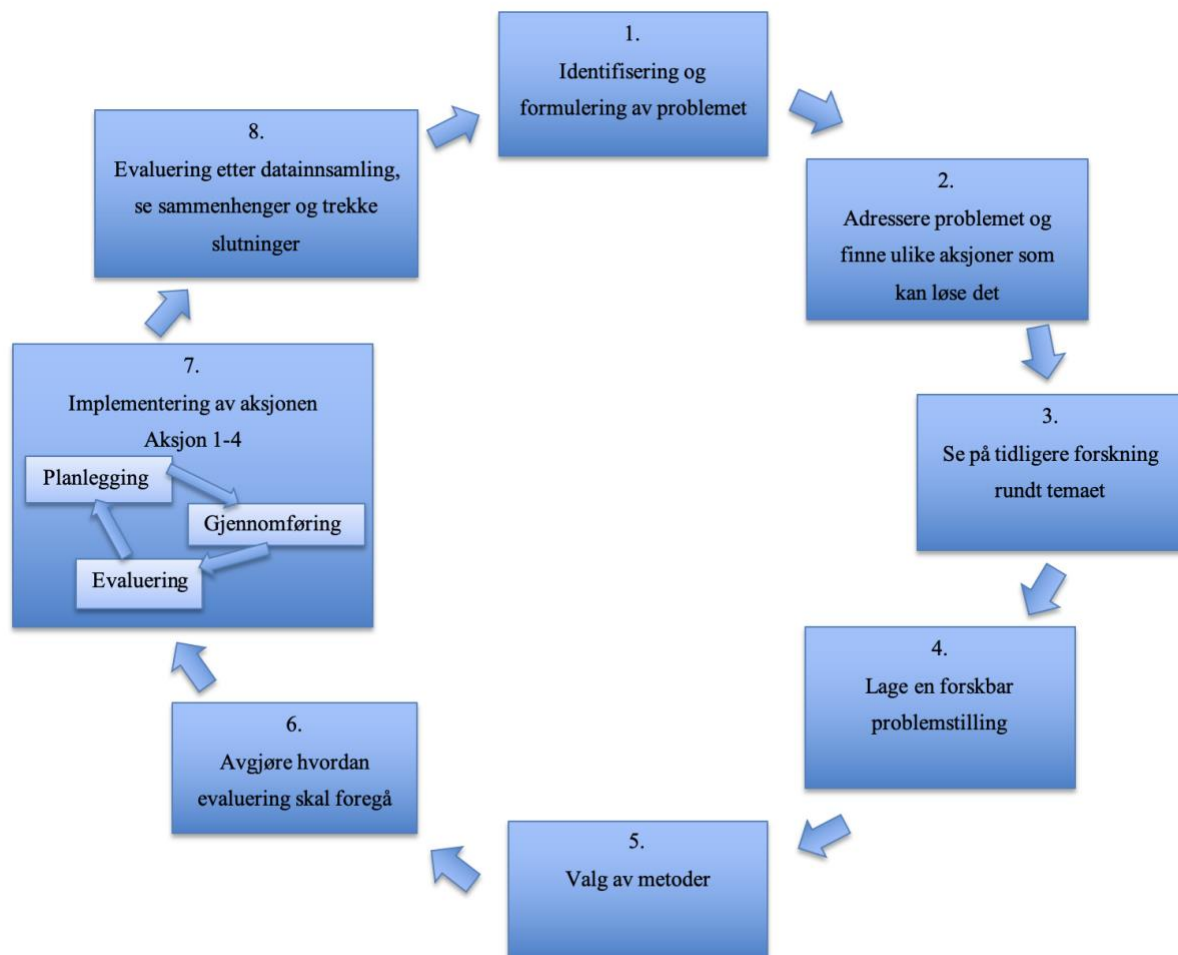 1.
Identifisering og
formulering av problemet
2.
Adressere problemet og
finne ulike aksjoner som
kan løse det
3.
Se på tidligere forskning
rundt temaet
4.
Lage en forskbar
problemstilling
5.
Valg av metoder
6.
Avgjøre hvordan
evaluering skal foregå
7.
Implementering av aksjonen
Aksjon 1-4
Planlegging
Gjennomføring
Evaluering
8.
Evaluering etter datainnsamling,
se sammenhenger og trekke
slutninger